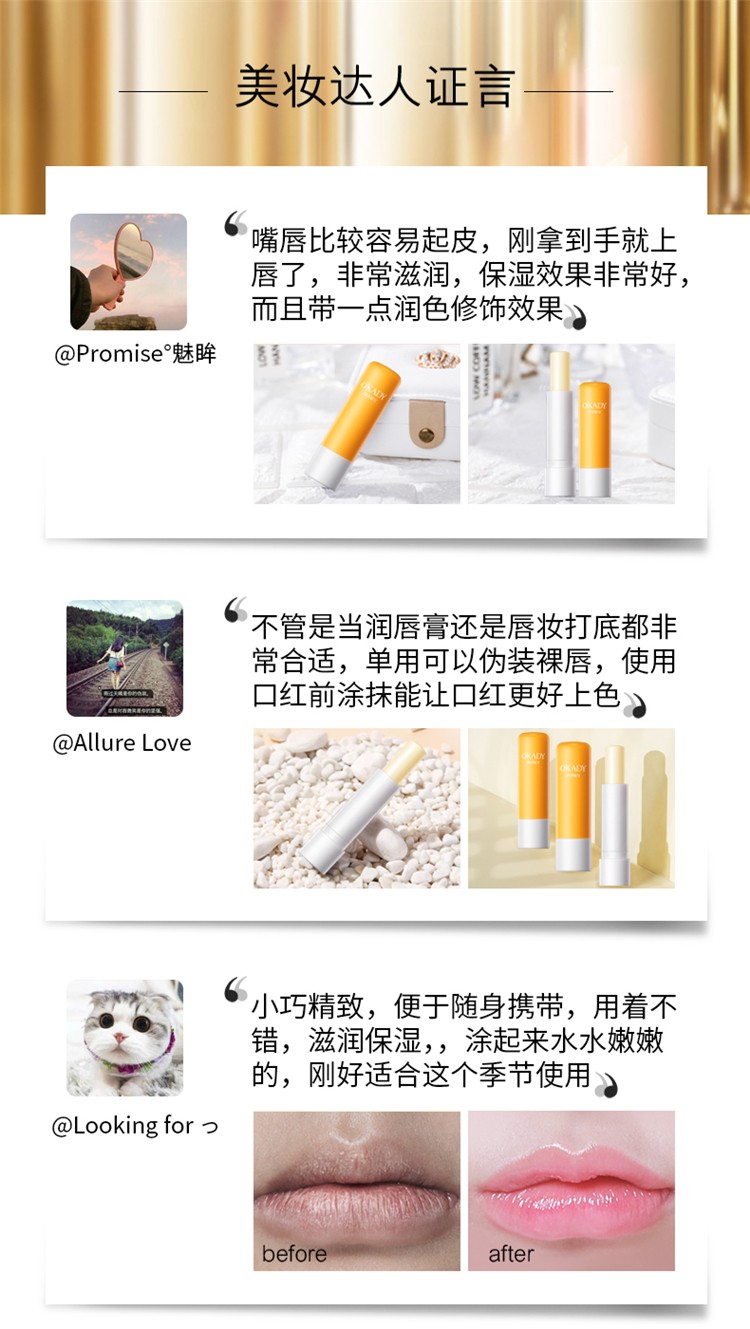 美妆达人证言
嘴唇比较容易起皮，刚拿到手就上
唇了，非常滋润，保湿效果非常好，
而且带一点润色修饰效果
@Promise°魅眸
OKADY
OKADY
不管是当润唇膏还是唇妆打底都非
常合适，单用可以伪装裸唇，使用
口红前涂抹能让口红更好上色
@Allure Love
OKADY
OKADY
小巧精致，便于随身携带，用着不
错，滋润保湿，，涂起来水水嫩嫩
的，刚好适合这个季节使用
@Looking for っ
before
after